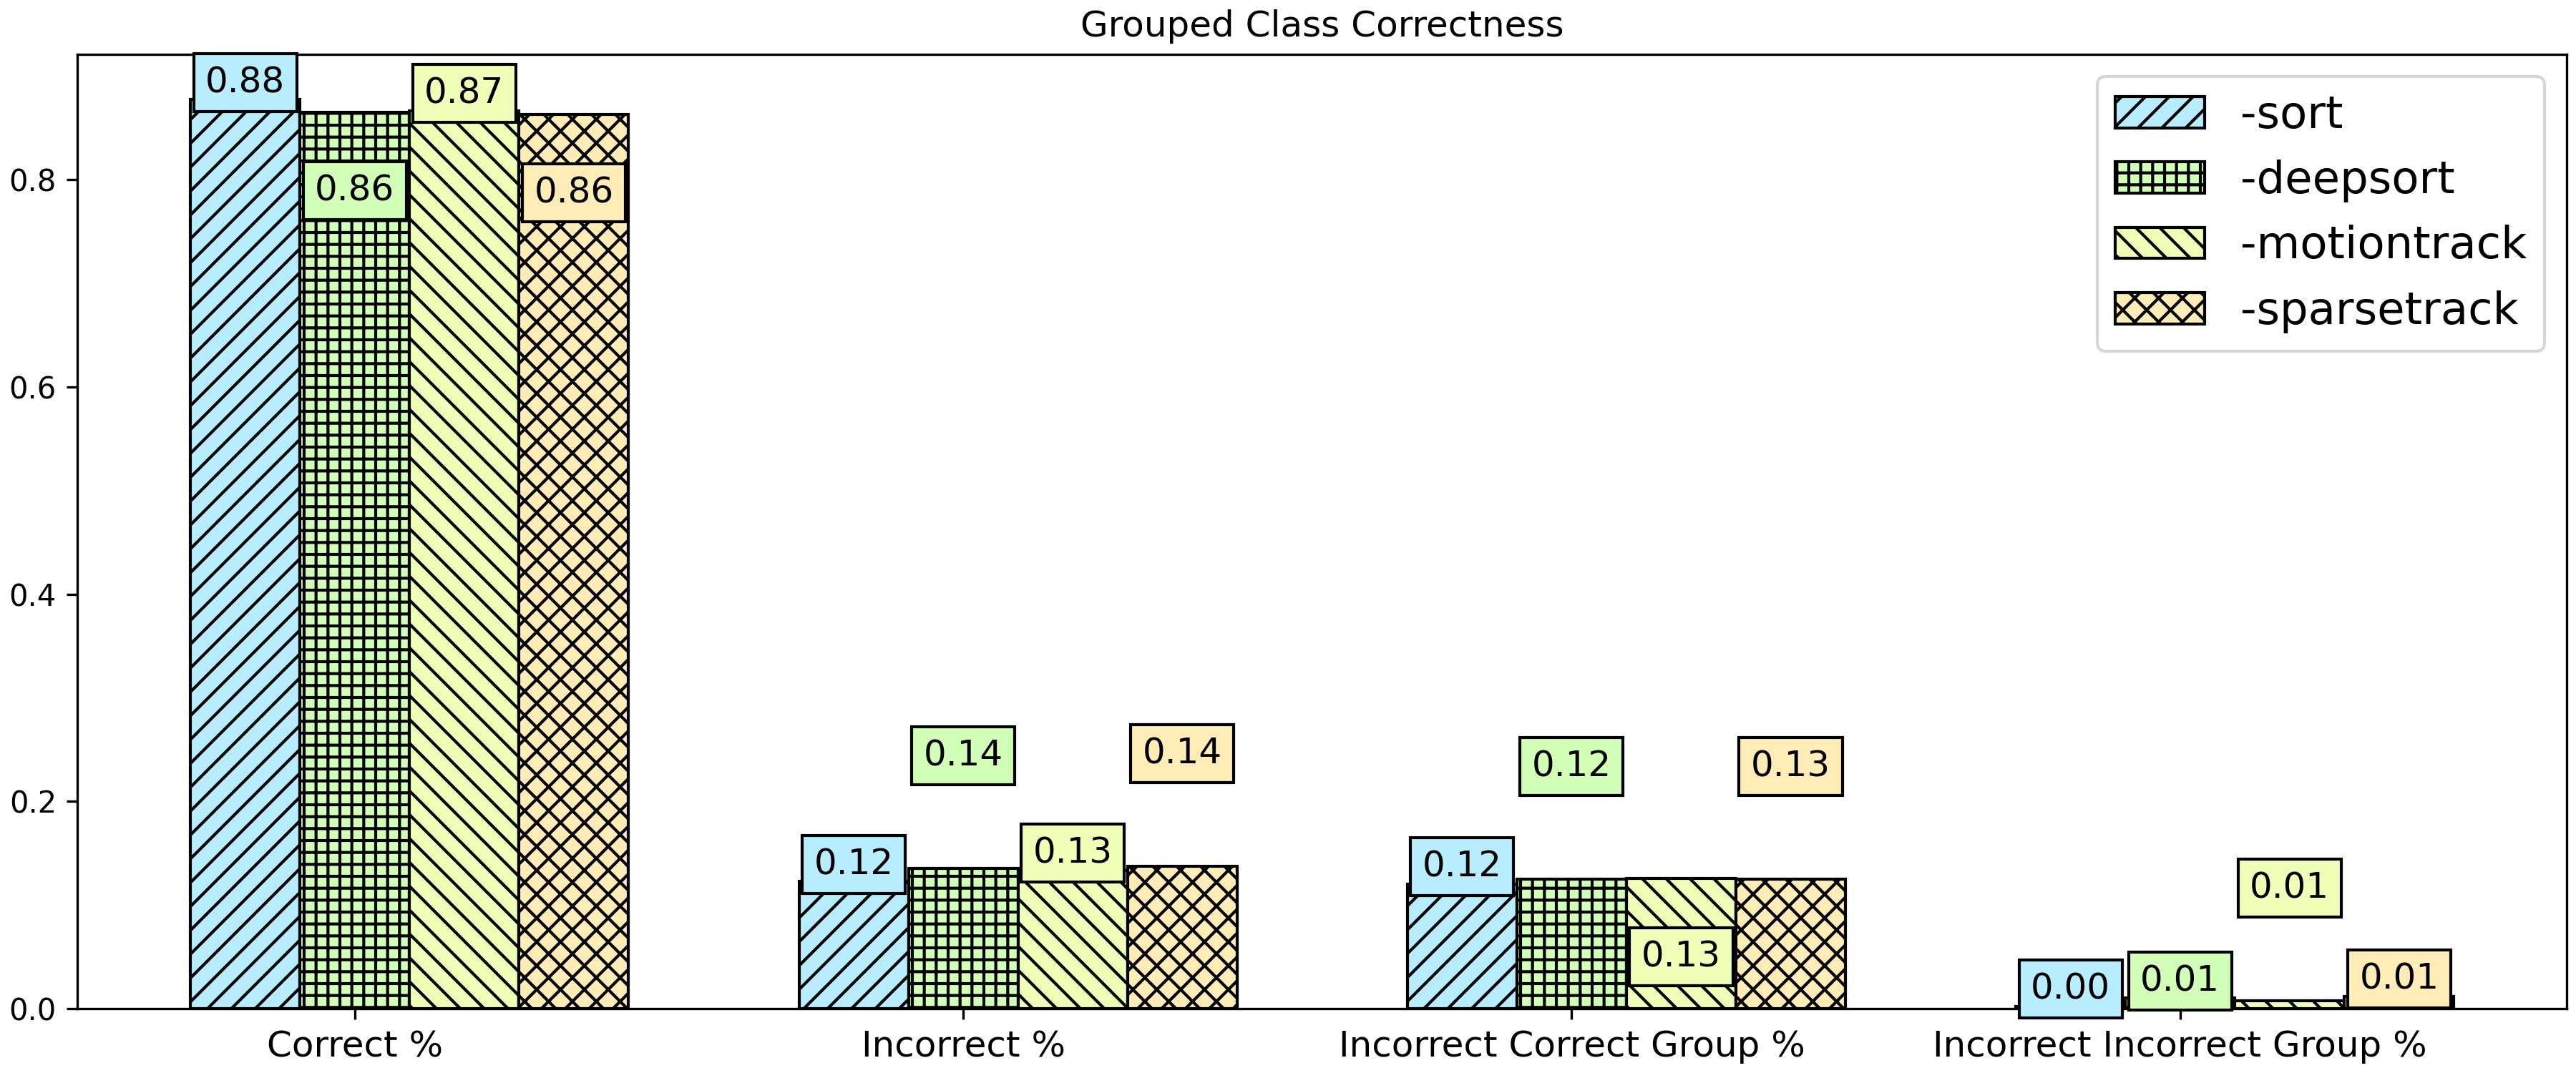 Grouped Class Correctness
0.88
0.87
0.86
0.86
-sort
-deepsort
-motiontrack
-sparsetrack
0.8
0.6
0.4
0.2
0.0
0.12
0.14
0.13
0.14
0.12
0.12
0.13
0.13
0.00
0.01
0.01
0.01
Correct %
Incorrect %
Incorrect Correct Group %
Incorrect Incorrect Group %